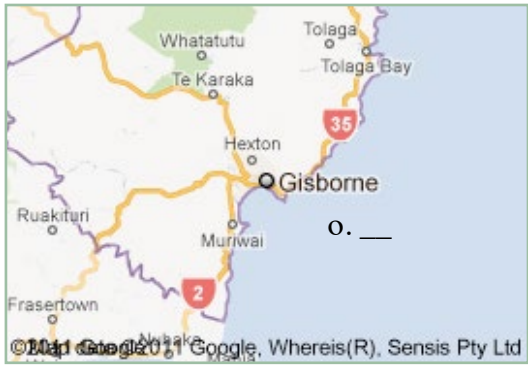 Tolaga
Whatatutu
Tolaga Bay
Te Karaka
35
Hexton
Gisborne
Ruakituri
o. __
Muriwai
2
Frasertown
Nuhaka
Google, Whereis(R), Sensis Pty Ltd